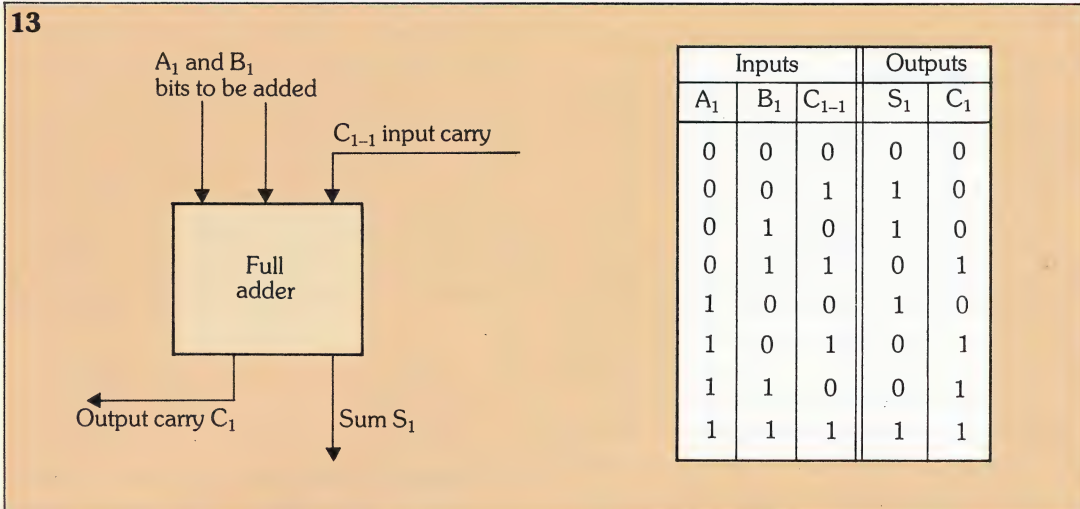 13
A₁ and B₁
bits to be added
C₁₋₁ input carry
Full
adder
Output carry C₁
Sum S₁
Inputs Outputs
A₁ B₁ C₁₋₁ S₁ C₁
0 0 0 0 0
0 0 1 1 0
0 1 0 1 0
0 1 1 0 1
1 0 0 1 0
1 0 1 0 1
1 1 0 0 1
1 1 1 1 1